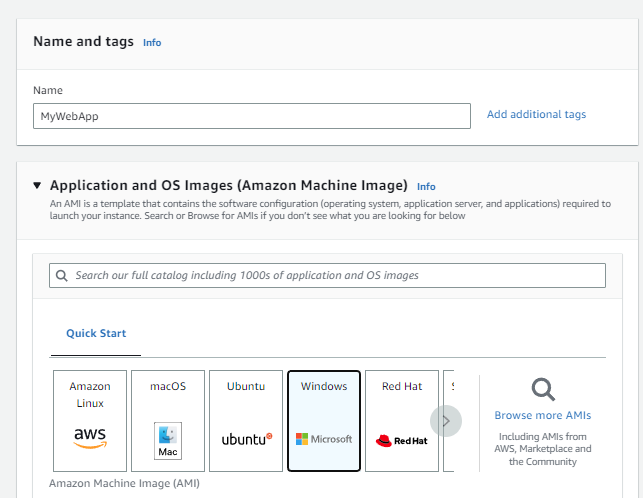 Name and tags Info
Name
MyWebApp
Add additional tags
Application and OS Images (Amazon Machine Image) Info
An AMI is a template that contains the software configuration (operating system, application server, and applications) required to
launch your instance. Search or Browse for AMIs if you don't see what you are looking for below
Search our full catalog including 1000s of application and OS images
Quick Start
Amazon
Linux
aws
macOS
Mac
Ubuntu
ubuntu
Windows
Microsoft
Red Hat
Red Hat
S
Browse more AMIs
Including AMIs from
AWS, Marketplace and
the Community
Amazon Machine Image (AMI)